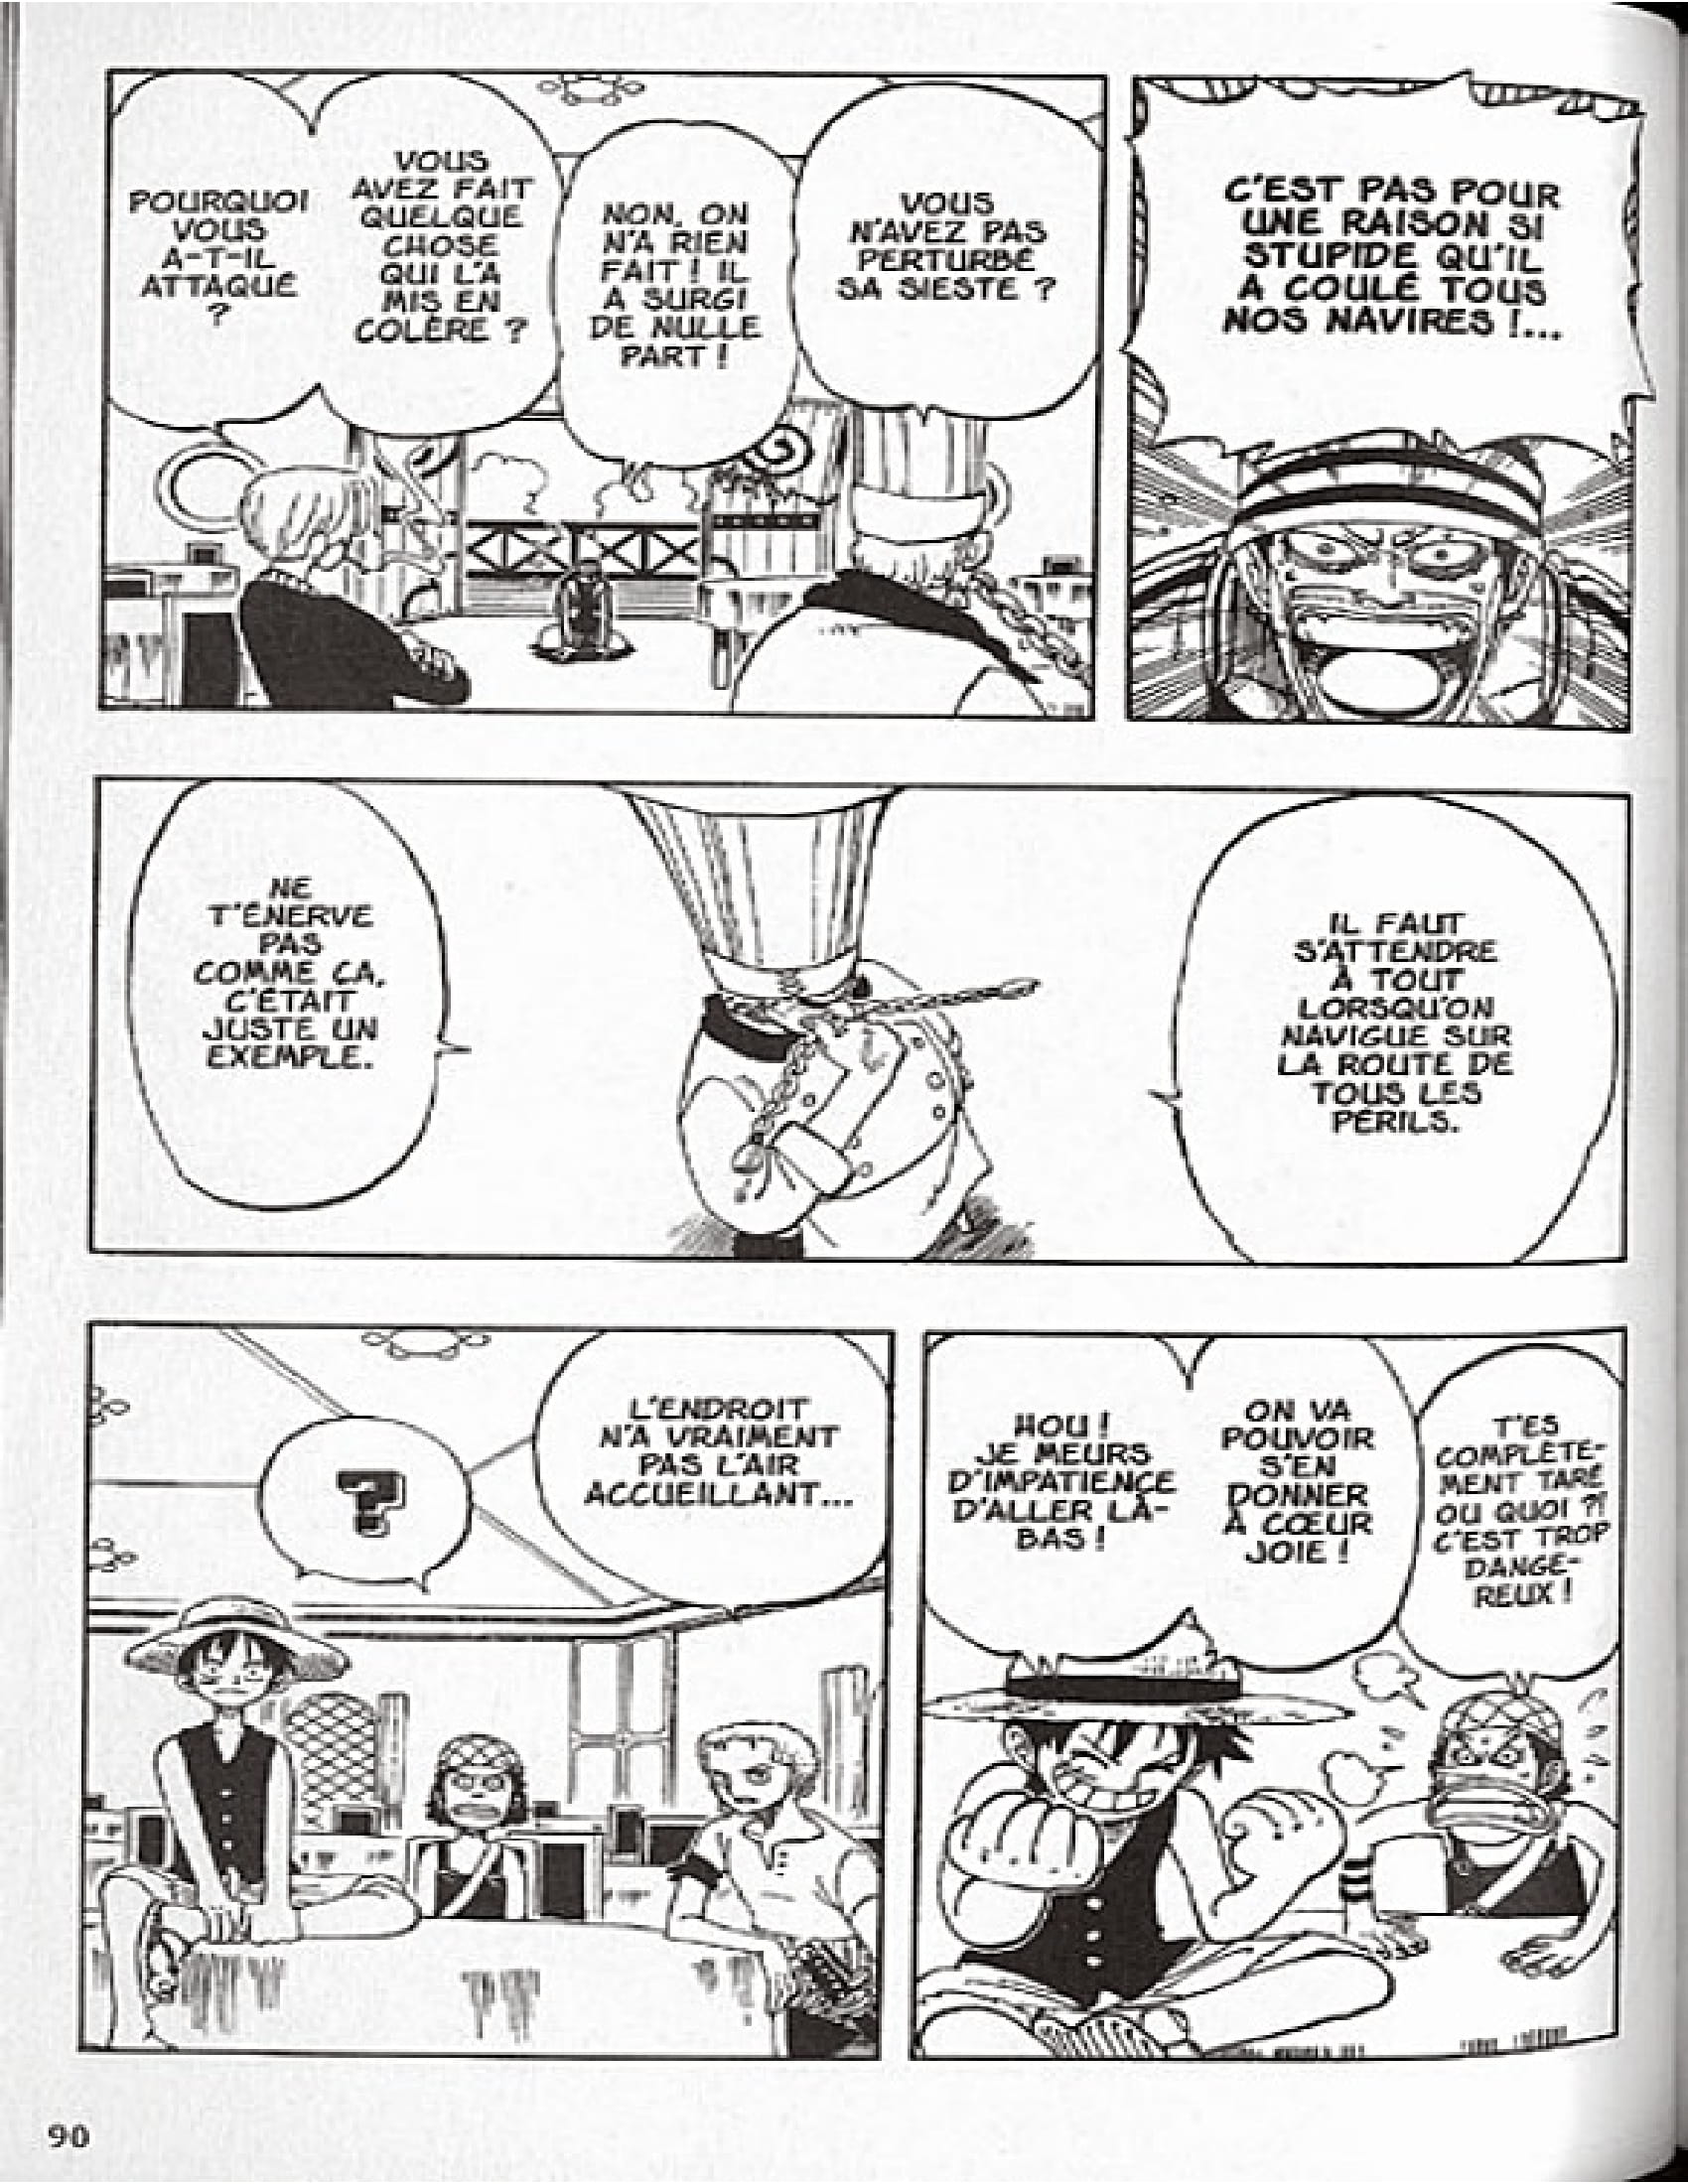 POURQUOI
VOUS
A-T-IL
ATTAQUÉ
?
VOUS
AVEZ FAIT
QUELQUE
CHOSE
QUI L'A
MIS EN
COLÈRE ?
NON, ON
N'A RIEN
FAIT ! IL
A SURGI
DE NULLE
PART !
VOUS
N'AVEZ PAS
PERTURBÉ
SA SIESTE ?
C'EST PAS POUR
UNE RAISON SI
STUPIDE QU'IL
A COULÉ TOUS
NOS NAVIRES !...
NE
T'ÉNERVE
PAS
COMME ÇA,
C'ÉTAIT
JUSTE UN
EXEMPLE.
IL FAUT
S'ATTENDRE
À TOUT
LORSQU'ON
NAVIGUE SUR
LA ROUTE DE
TOUS LES
PÉRILS.
?
L'ENDROIT
N'A VRAIMENT
PAS L'AIR
ACCUEILLANT...
HOU !
JE MEURS
D'IMPATIENCE
D'ALLER LÀ-
BAS !
ON VA
POUVOIR
S'EN
DONNER
À CŒUR
JOIE !
T'ES
COMPLÈTE-
MENT TARÉ
OU QUOI ?!
C'EST TROP
DANGE-
REUX !
90